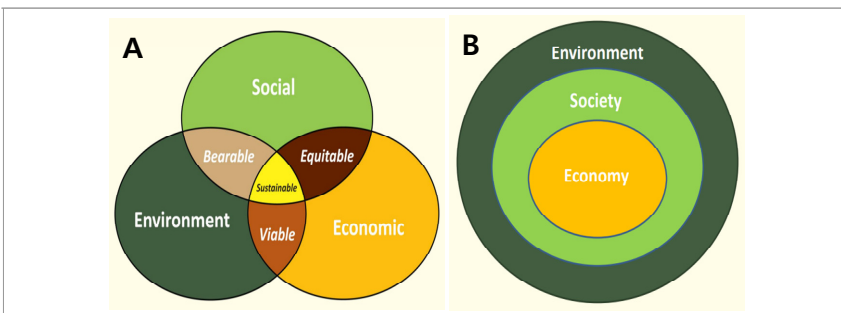 A
Social
Bearable
Equitable
Sustainable
Environment
Viable
Economic
B
Environment
Society
Economy